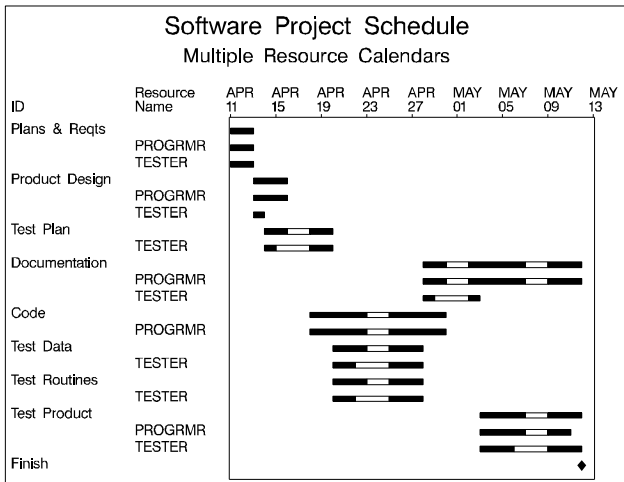 Software Project Schedule
Multiple Resource Calendars
Resource APR APR APR APR APR MAY MAY MAY MAY
ID Name 11 15 19 23 27 01 05 09 13
Plans & Reqts
PROGRMR
TESTER
Product Design
PROGRMR
TESTER
Test Plan
TESTER
Documentation
PROGRMR
TESTER
Code
PROGRMR
Test Data
TESTER
Test Routines
TESTER
Test Product
PROGRMR
TESTER
Finish